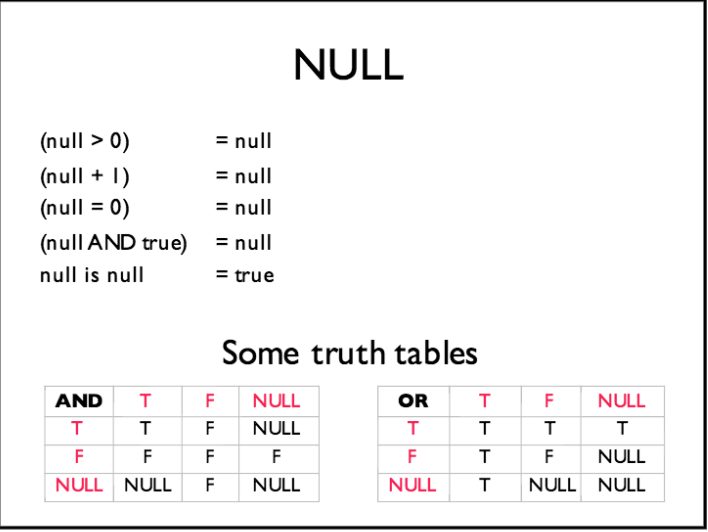 NULL
(null > 0) = null
(null + 1) = null
(null = 0) = null
(null AND true) = null
null is null = true
Some truth tables
AND T F NULL
T T F NULL
F F F F
NULL NULL F NULL
OR T F NULL
T T T T
F T F NULL
NULL T NULL NULL